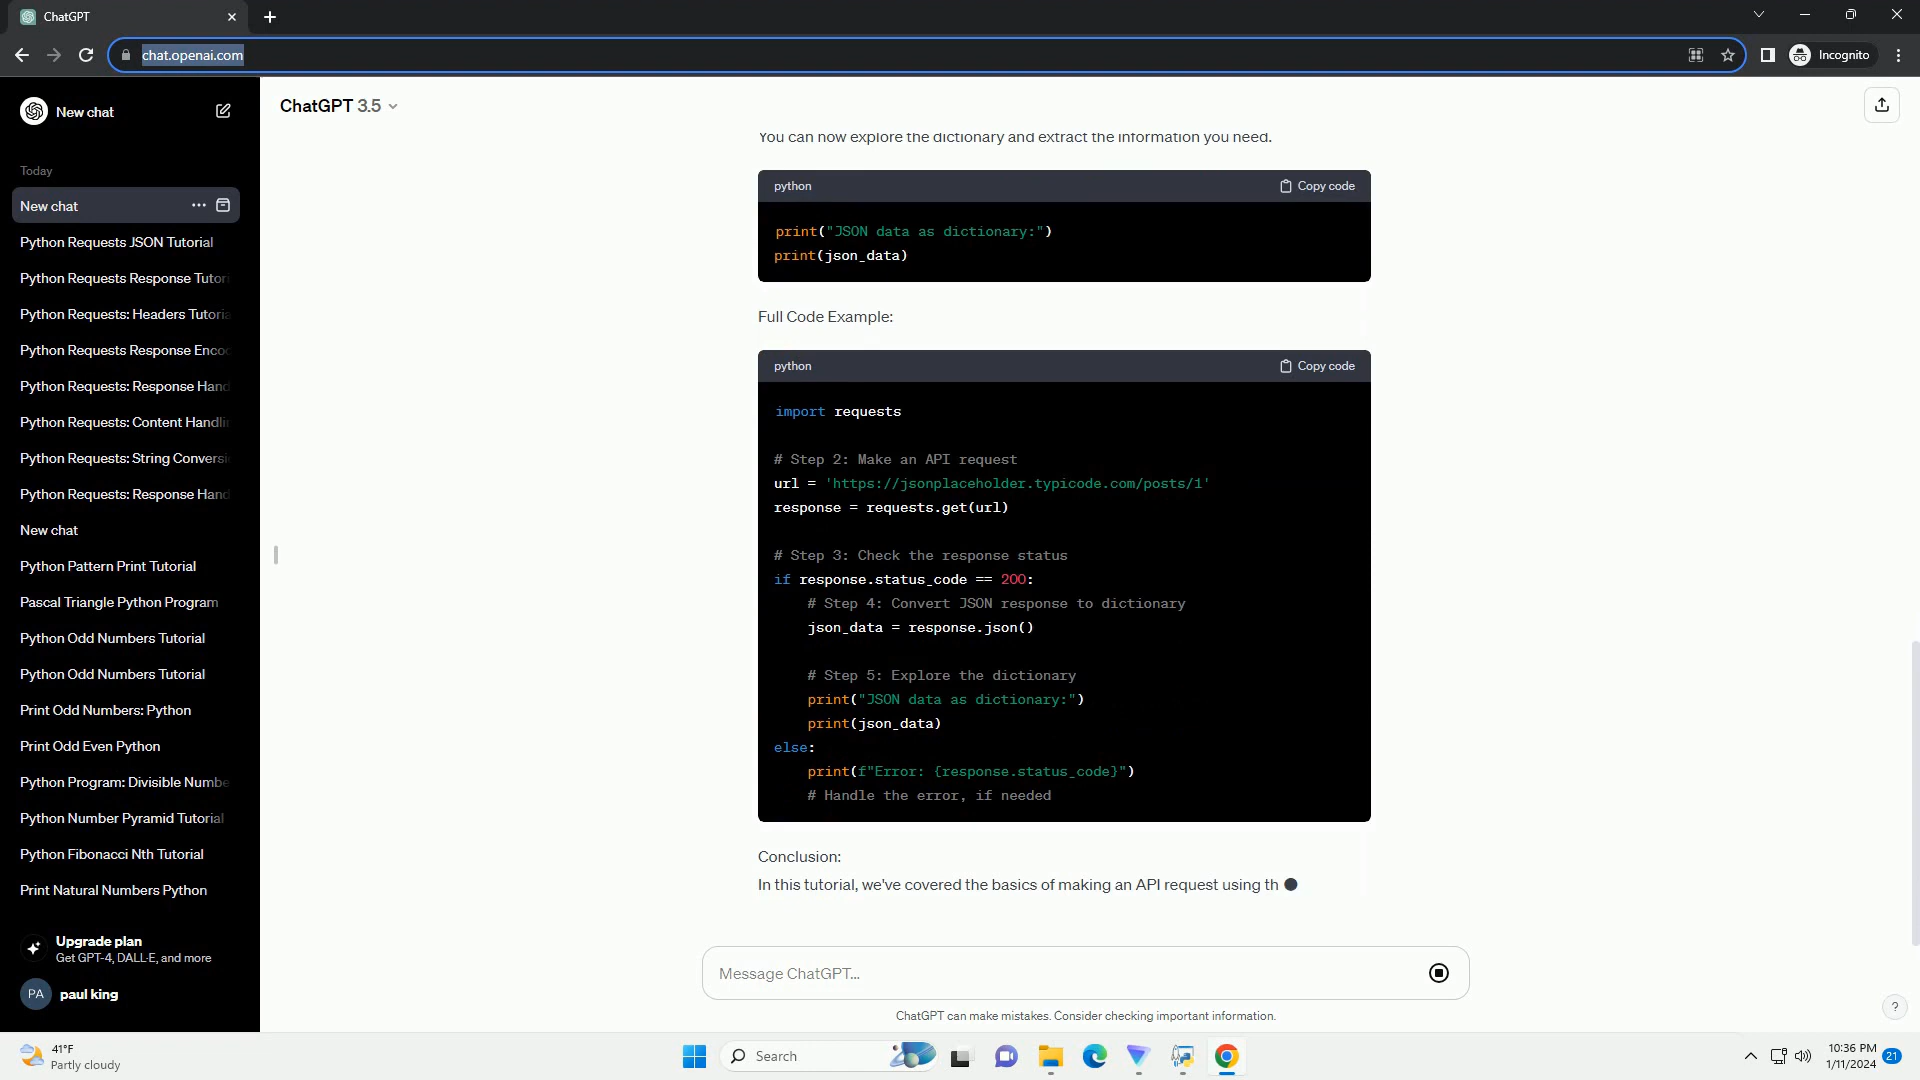 ChatGPT
chat.openai.com
Incognito
New chat
Today
New chat
Python Requests JSON Tutorial
Python Requests Response Tutor
Python Requests: Headers Tutoria
Python Requests Response Enco
Python Requests: Response Hand
Python Requests: Content Handli
Python Requests: String Conversi
Python Requests: Response Hand
New chat
Python Pattern Print Tutorial
Pascal Triangle Python Program
Python Odd Numbers Tutorial
Python Odd Numbers Tutorial
Print Odd Numbers: Python
Print Odd Even Python
Python Program: Divisible Numbe
Python Number Pyramid Tutorial
Python Fibonacci Nth Tutorial
Print Natural Numbers Python
Upgrade plan
Get GPT-4, DALL·E, and more
PA paul king
ChatGPT 3.5
You can now explore the dictionary and extract the information you need.
python Copy code
print("JSON data as dictionary:")
print(json_data)
Full Code Example:
python Copy code
import requests
# Step 2: Make an API request
url = 'https://jsonplaceholder.typicode.com/posts/1'
response = requests.get(url)
# Step 3: Check the response status
if response.status_code == 200:
# Step 4: Convert JSON response to dictionary
json_data = response.json()
# Step 5: Explore the dictionary
print("JSON data as dictionary:")
print(json_data)
else:
print(f"Error: {response.status_code}")
# Handle the error, if needed
Conclusion:
In this tutorial, we've covered the basics of making an API request using th
Message ChatGPT...
ChatGPT can make mistakes. Consider checking important information.
?
41°F
Partly cloudy
Search
10:36 PM
1/11/2024
21